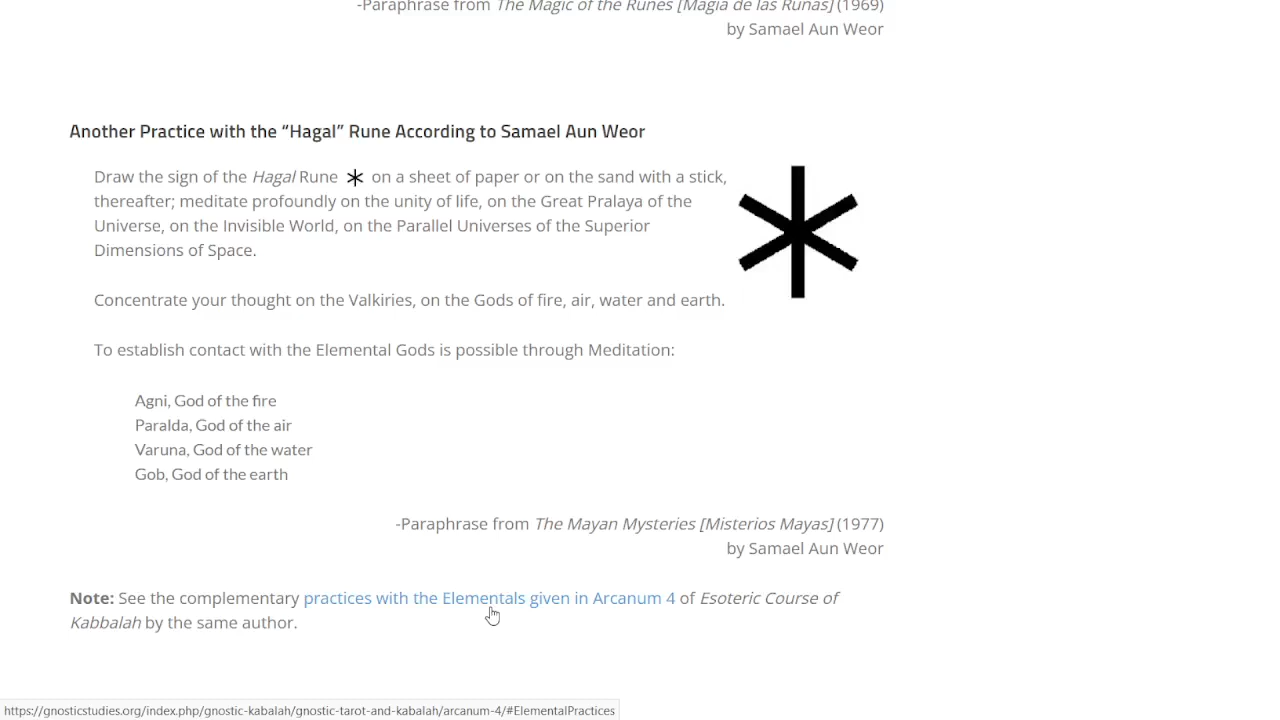 -Paraphrase from The Magic of the Runes [Magia de las Runas] (1969)
by Samael Aun Weor
Another Practice with the “Hagal” Rune According to Samael Aun Weor
Draw the sign of the Hagal Rune on a sheet of paper or on the sand with a stick,
thereafter; meditate profoundly on the unity of life, on the Great Pralaya of the
Universe, on the Invisible World, on the Parallel Universes of the Superior
Dimensions of Space.
Concentrate your thought on the Valkiries, on the Gods of fire, air, water and earth.
To establish contact with the Elemental Gods is possible through Meditation:
Agni, God of the fire
Paralda, God of the air
Varuna, God of the water
Gob, God of the earth
-Paraphrase from The Mayan Mysteries [Misterios Mayas] (1977)
by Samael Aun Weor
Note: See the complementary practices with the Elementals given in Arcanum 4 of Esoteric Course of
Kabbalah by the same author.
https://gnosticstudies.org/index.php/gnostic-kabalah/gnostic-tarot-and-kabalah/arcanum-4/#ElementalPractices